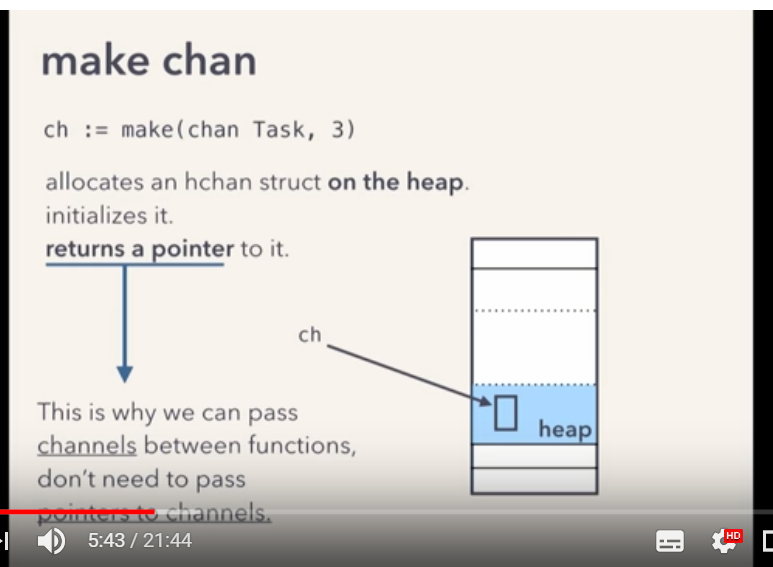 make chan
ch := make(chan Task, 3)
allocates an hchan struct on the heap.
initializes it.
returns a pointer to it.
ch
heap
This is why we can pass
channels between functions,
don't need to pass
pointers to channels.
5:43 / 21:44
HD